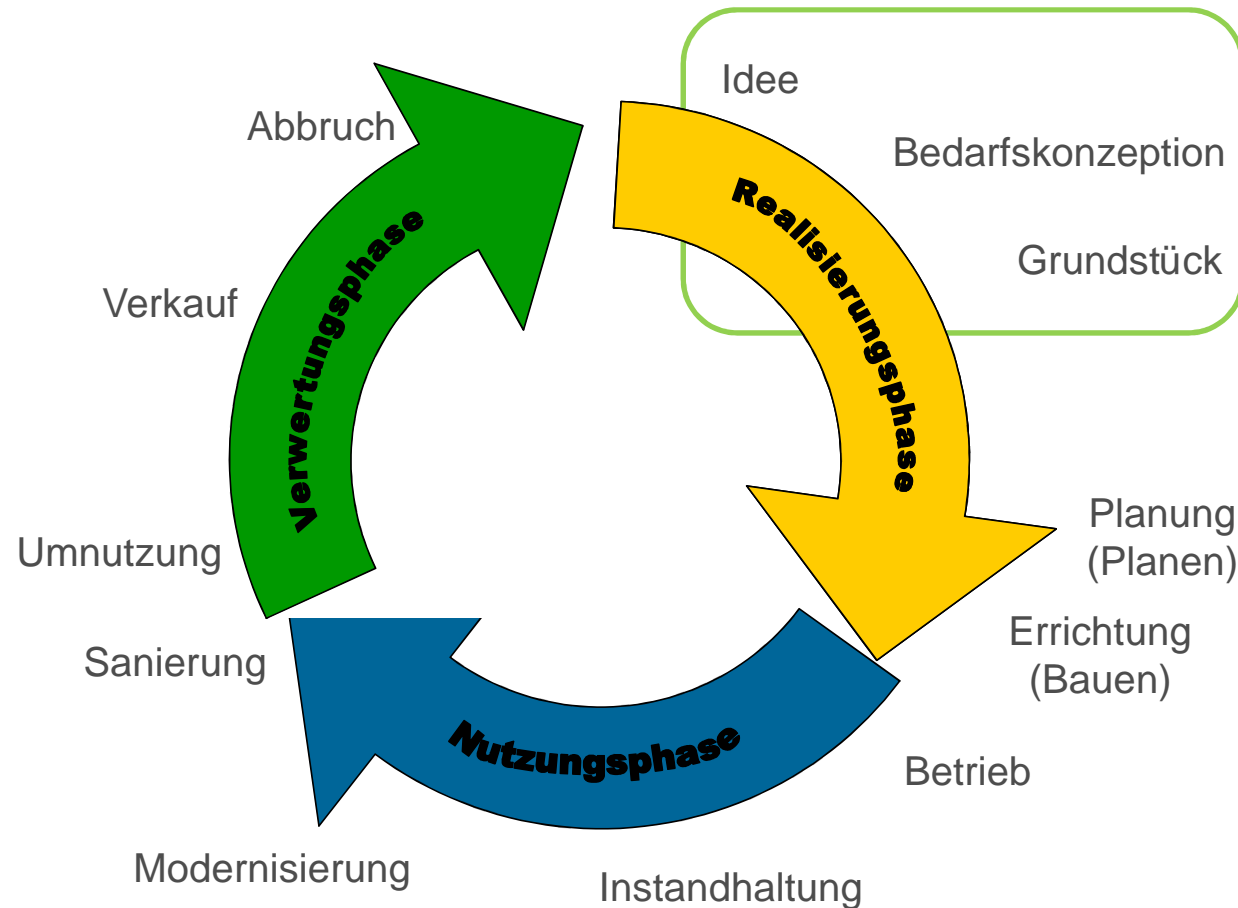 Idee
Bedarfskonzeption
Grundstück
Realisierungsphase
Planung
(Planen)
Errichtung
(Bauen)
Betrieb
Nutzungsphase
Instandhaltung
Modernisierung
Sanierung
Umnutzung
Verwertungsphase
Verkauf
Abbruch